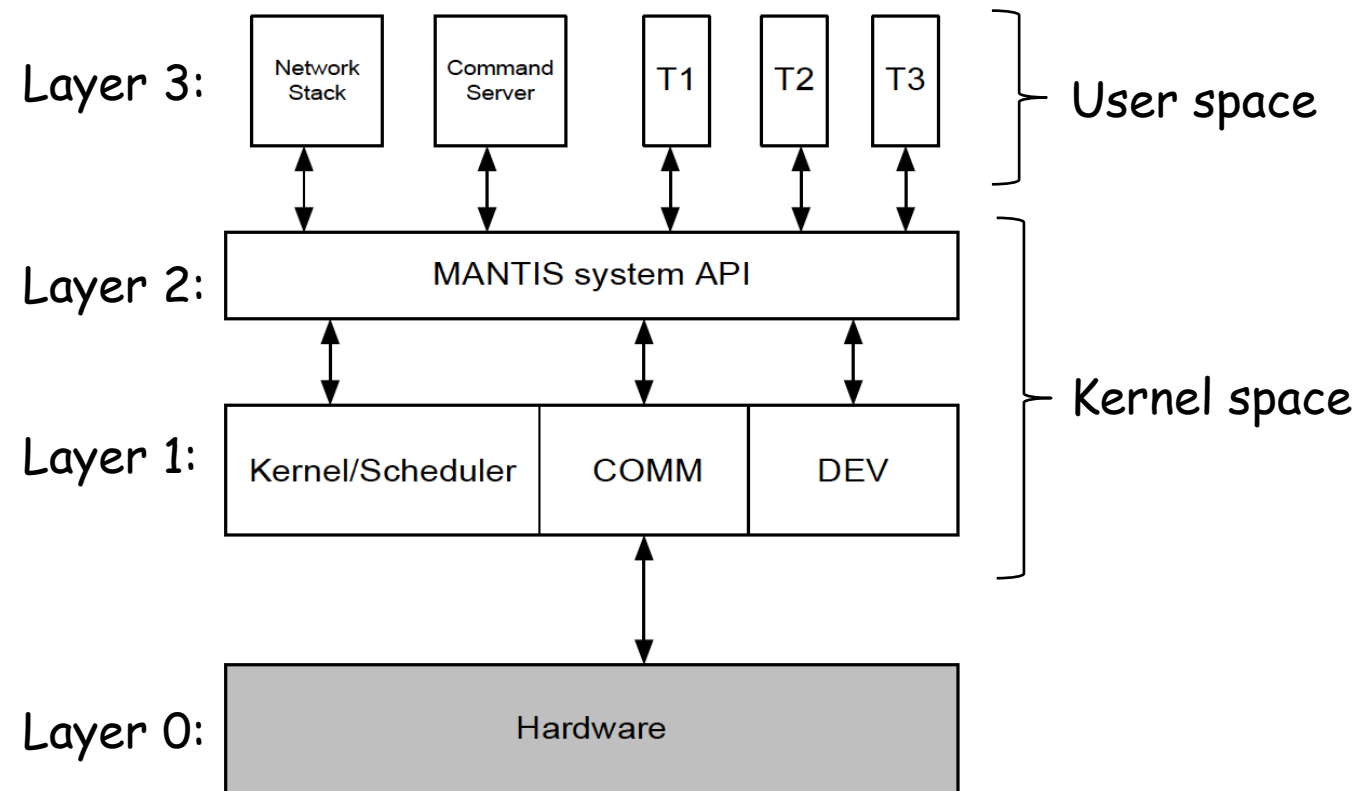 Layer 3:
Network
Stack
Command
Server
T1
T2
T3
User space
Layer 2:
MANTIS system API
Kernel space
Layer 1:
Kernel/Scheduler
COMM
DEV
Layer 0:
Hardware